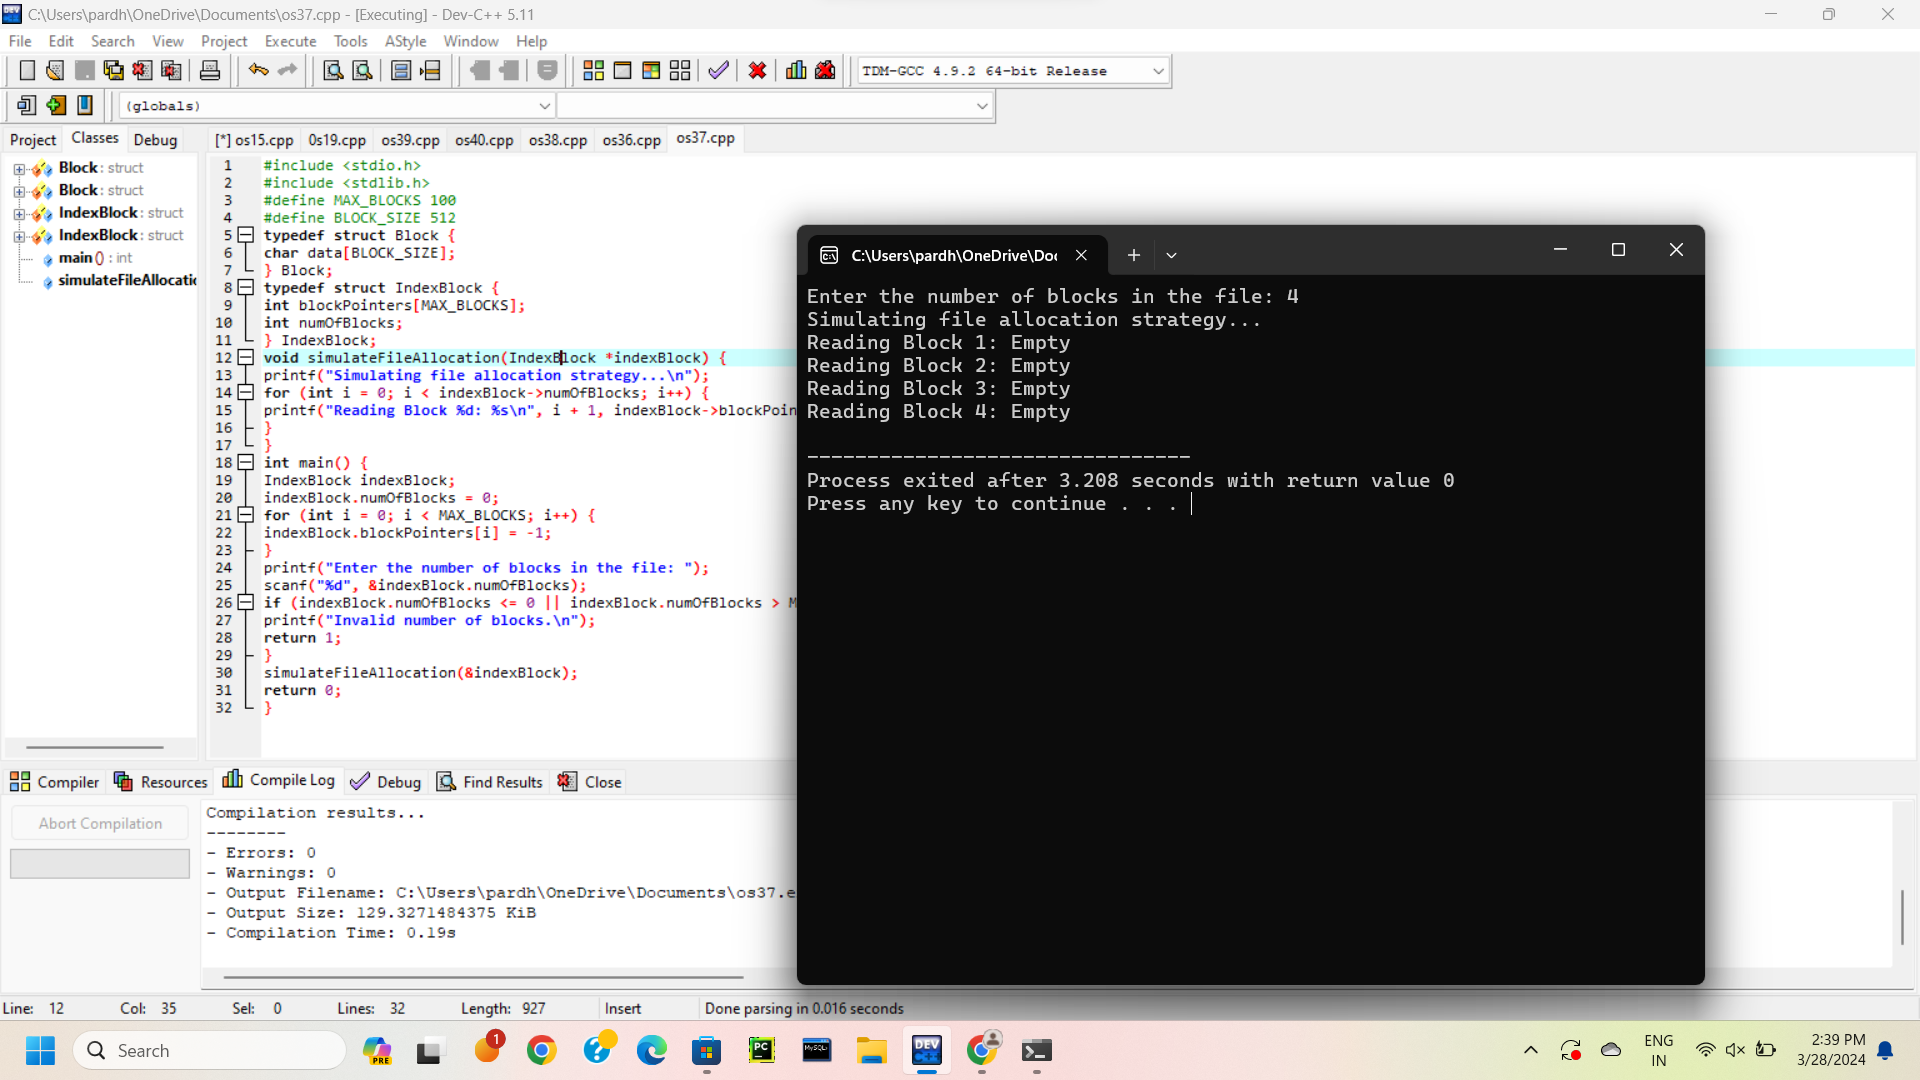 C:\Users\pardh\OneDrive\Documents\os37.cpp - [Executing] - Dev-C++ 5.11
File Edit Search View Project Execute Tools AStyle Window Help
TDM-GCC 4.9.2 64-bit Release
(globals)
Project Classes Debug
[*] os15.cpp 0s19.cpp os39.cpp os40.cpp os38.cpp os36.cpp os37.cpp
Block : struct
Block : struct
IndexBlock : struct
IndexBlock : struct
main () : int
simulateFileAllocatic
1 #include <stdio.h>
2 #include <stdlib.h>
3 #define MAX_BLOCKS 100
4 #define BLOCK_SIZE 512
5 typedef struct Block {
6 char data[BLOCK_SIZE];
7 } Block;
8 typedef struct IndexBlock {
9 int blockPointers[MAX_BLOCKS];
10 int numOfBlocks;
11 } IndexBlock;
12 void simulateFileAllocation(IndexBlock *indexBlock) {
13 printf("Simulating file allocation strategy...\n");
14 for (int i = 0; i < indexBlock->numOfBlocks; i++) {
15 printf("Reading Block %d: %s\n", i + 1, indexBlock->blockPoin
16 }
17 }
18 int main() {
19 IndexBlock indexBlock;
20 indexBlock.numOfBlocks = 0;
21 for (int i = 0; i < MAX_BLOCKS; i++) {
22 indexBlock.blockPointers[i] = -1;
23 }
24 printf("Enter the number of blocks in the file: ");
25 scanf("%d", &indexBlock.numOfBlocks);
26 if (indexBlock.numOfBlocks <= 0 || indexBlock.numOfBlocks > M
27 printf("Invalid number of blocks.\n");
28 return 1;
29 }
30 simulateFileAllocation(&indexBlock);
31 return 0;
32 }
C:\Users\pardh\OneDrive\Doc
Enter the number of blocks in the file: 4
Simulating file allocation strategy...
Reading Block 1: Empty
Reading Block 2: Empty
Reading Block 3: Empty
Reading Block 4: Empty
--------------------------------
Process exited after 3.208 seconds with return value 0
Press any key to continue . . .
Compiler Resources Compile Log Debug Find Results Close
Abort Compilation
Compilation results...
--------
- Errors: 0
- Warnings: 0
- Output Filename: C:\Users\pardh\OneDrive\Documents\os37.e
- Output Size: 129.3271484375 KiB
- Compilation Time: 0.19s
Line: 12 Col: 35 Sel: 0 Lines: 32 Length: 927 Insert Done parsing in 0.016 seconds
Search
PRE
1
PC
MySQL
DEV
C++
ENG
IN
2:39 PM
3/28/2024